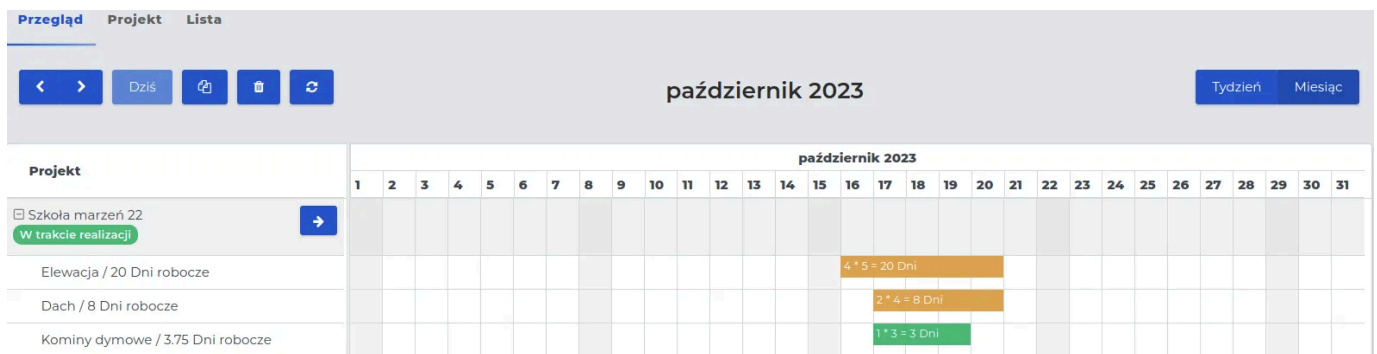 Przegląd Projekt Lista
Dziś
październik 2023
Tydzień Miesiąc
Projekt
październik 2023
1 2 3 4 5 6 7 8 9 10 11 12 13 14 15 16 17 18 19 20 21 22 23 24 25 26 27 28 29 30 31
Szkoła marzeń 22
W trakcie realizacji
Elewacja / 20 Dni robocze
4 * 5 = 20 Dni
Dach / 8 Dni robocze
2 * 4 = 8 Dni
Kominy dymowe / 3.75 Dni robocze
1 * 3 = 3 Dni